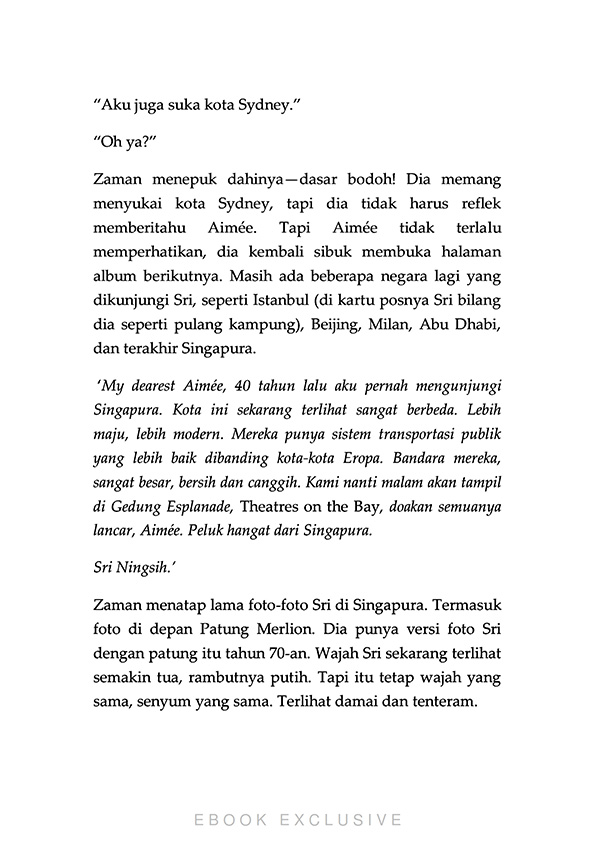 “Aku juga suka kota Sydney.”
“Oh ya?”
Zaman menepuk dahinya—dasar bodoh! Dia memang
menyukai kota Sydney, tapi dia tidak harus reflek
memberitahu Aimée. Tapi Aimée tidak terlalu
memperhatikan, dia kembali sibuk membuka halaman
album berikutnya. Masih ada beberapa negara lagi yang
dikunjungi Sri, seperti Istanbul (di kartu posnya Sri bilang
dia seperti pulang kampung), Beijing, Milan, Abu Dhabi,
dan terakhir Singapura.
‘My dearest Aimée, 40 tahun lalu aku pernah mengunjungi
Singapura. Kota ini sekarang terlihat sangat berbeda. Lebih
maju, lebih modern. Mereka punya sistem transportasi publik
yang lebih baik dibanding kota-kota Eropa. Bandara mereka,
sangat besar, bersih dan canggih. Kami nanti malam akan tampil
di Gedung Esplanade, Theatres on the Bay, doakan semuanya
lancar, Aimée. Peluk hangat dari Singapura.
Sri Ningsih.’
Zaman menatap lama foto-foto Sri di Singapura. Termasuk
foto di depan Patung Merlion. Dia punya versi foto Sri
dengan patung itu tahun 70-an. Wajah Sri sekarang terlihat
semakin tua, rambutnya putih. Tapi itu tetap wajah yang
sama, senyum yang sama. Terlihat damai dan tenteram.
EBOOK EXCLUSIVE